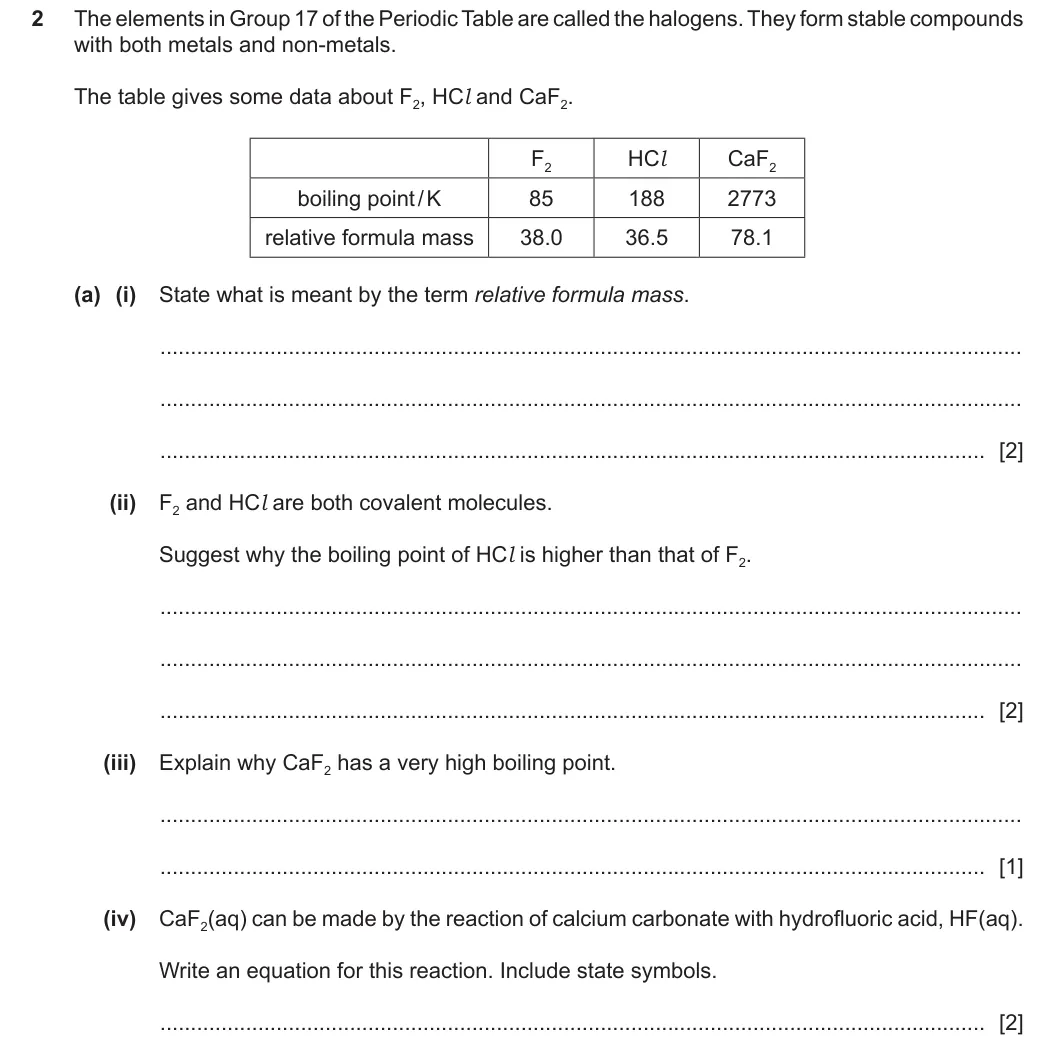 2 The elements in Group 17 of the Periodic Table are called the halogens. They form stable compounds
with both metals and non-metals.
The table gives some data about F₂, HCl and CaF₂.
F₂ HCl CaF₂
boiling point/K 85 188 2773
relative formula mass 38.0 36.5 78.1
(a) (i) State what is meant by the term relative formula mass.
[2]
(ii) F₂ and HCl are both covalent molecules.
Suggest why the boiling point of HCl is higher than that of F₂.
[2]
(iii) Explain why CaF₂ has a very high boiling point.
[1]
(iv) CaF₂(aq) can be made by the reaction of calcium carbonate with hydrofluoric acid, HF(aq).
Write an equation for this reaction. Include state symbols.
[2]